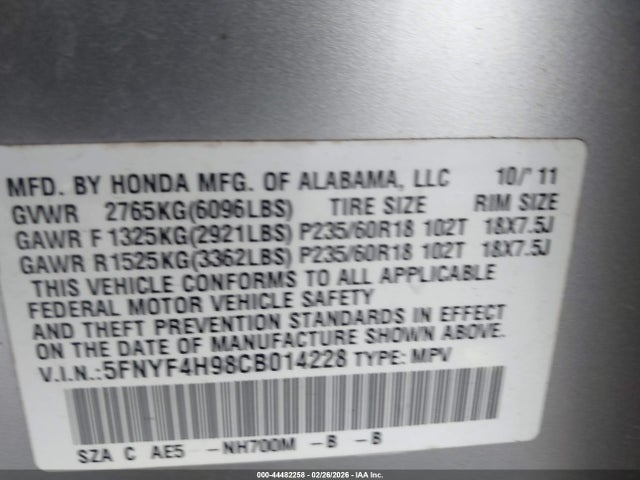 MFD. BY HONDA MFG. OF ALABAMA, LLC 10/'11
GVWR 2765KG(6096LBS) TIRE SIZE RIM SIZE
GAWR F 1325KG(2921LBS) P235/60R18 102T 18X7.5J
GAWR R1525KG(3362LBS) P235/60R18 102T 18X7.5J
THIS VEHICLE CONFORMS TO ALL APPLICABLE
FEDERAL MOTOR VEHICLE SAFETY
AND THEFT PREVENTION STANDARDS IN EFFECT
ON THE DATE OF MANUFACTURE SHOWN ABOVE.
V.I.N.:5FNYF4H98CB014228 TYPE: MPV
SZA C AE5 -NH700M -B -B
000-44482258 - 02/26/2026 - IAA Inc.